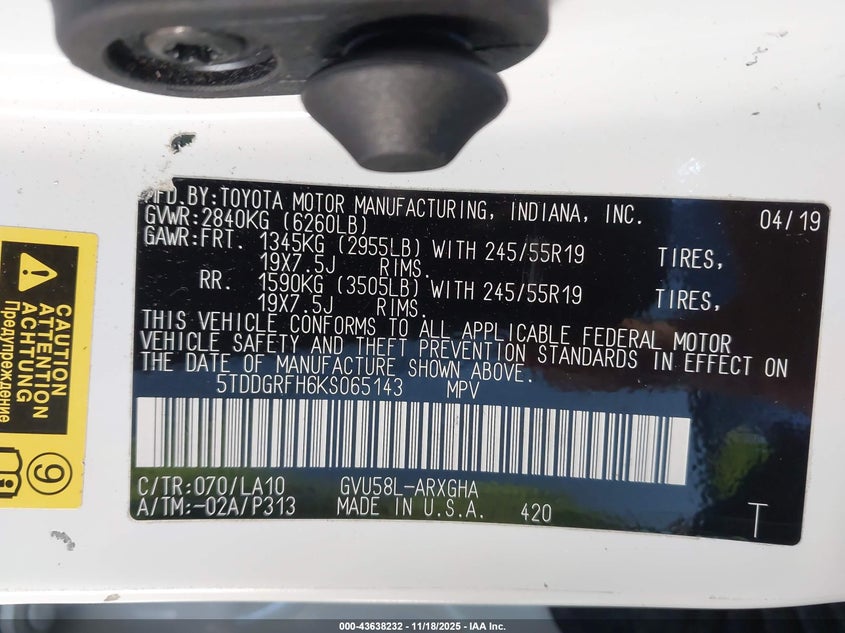 MFD.BY:TOYOTA MOTOR MANUFACTURING, INDIANA, INC. 04/19
GVWR:2840KG (6260LB)
GAWR:FRT. 1345KG (2955LB) WITH 245/55R19 TIRES,
19X7.5J RIMS.
RR. 1590KG (3505LB) WITH 245/55R19 TIRES,
19X7.5J RIMS.
THIS VEHICLE CONFORMS TO ALL APPLICABLE FEDERAL MOTOR
VEHICLE SAFETY AND THEFT PREVENTION STANDARDS IN EFFECT ON
THE DATE OF MANUFACTURE SHOWN ABOVE.
5TDDGRFH6KS065143 MPV
C/TR:070/LA10 GVU58L-ARXGHA
A/TM:-02A/P313 MADE IN U.S.A. 420 T
CAUTION
ATTENTION
ACHTUNG
Предупреждение
9
000-43638232 - 11/18/2025 - IAA Inc.